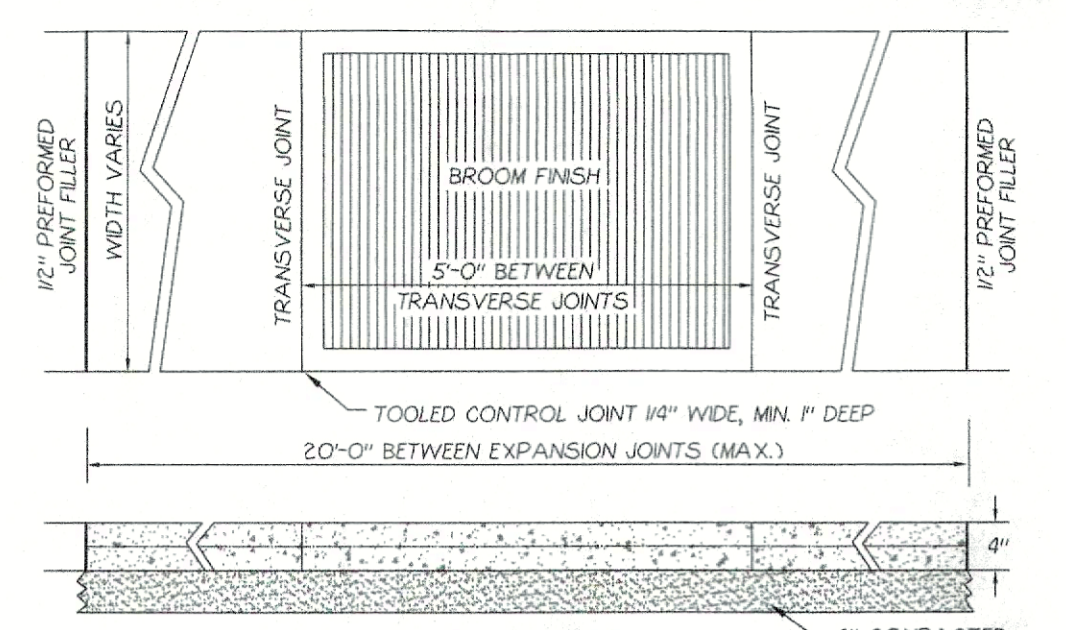 1/2" PREFORMED
JOINT FILLER
WIDTH VARIES
TRANSVERSE JOINT
BROOM FINISH
5'-0" BETWEEN
TRANSVERSE JOINTS
TRANSVERSE JOINT
1/2" PREFORMED
JOINT FILLER
TOOLED CONTROL JOINT 1/4" WIDE, MIN. 1" DEEP
20'-0" BETWEEN EXPANSION JOINTS (MAX.)
4"